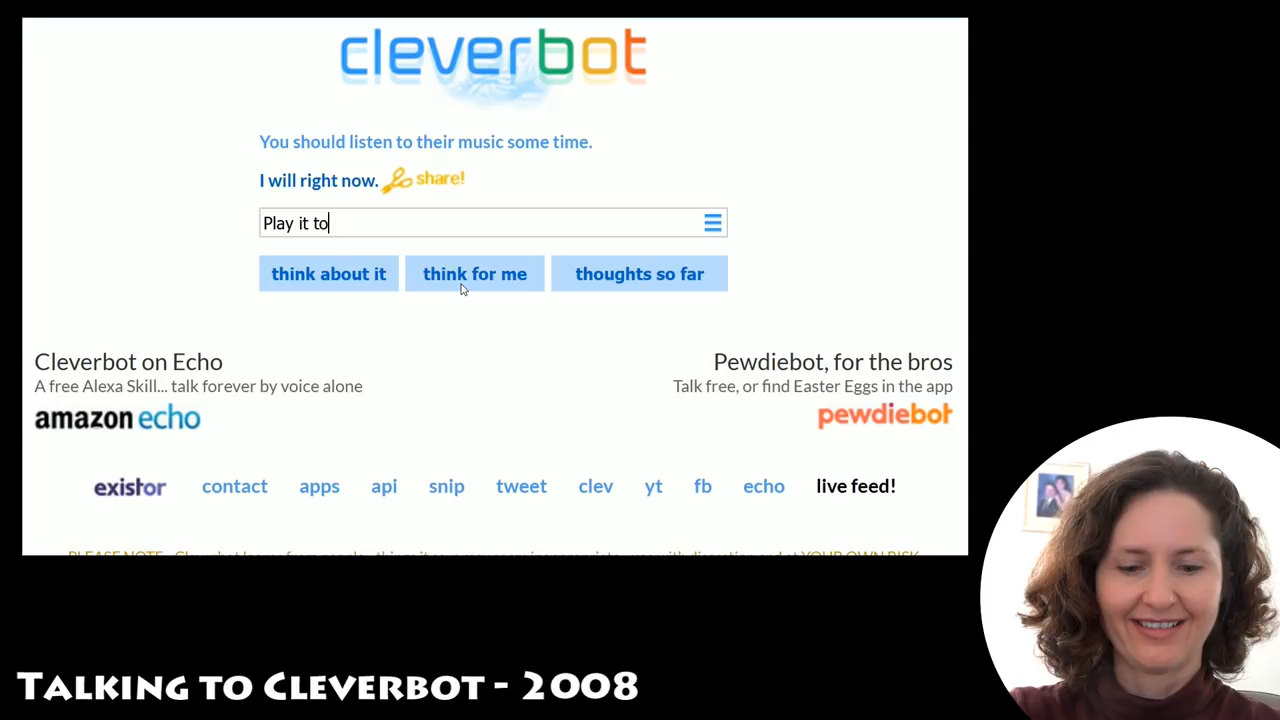 cleverbot
You should listen to their music some time.
I will right now. share!
Play it to
think about it think for me thoughts so far
Cleverbot on Echo
A free Alexa Skill... talk forever by voice alone
amazon echo
Pewdiebot, for the bros
Talk free, or find Easter Eggs in the app
pewdiebot
existor contact apps api snip tweet clev yt fb echo live feed!
PLEASE NOTE
Talking to Cleverbot - 2008